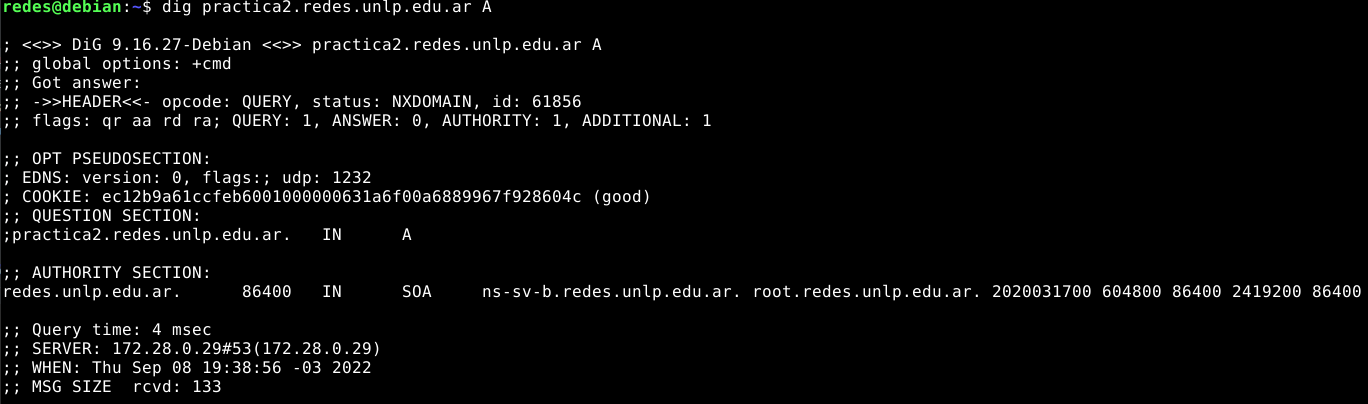 redes@debian:~$ dig practica2.redes.unlp.edu.ar A
; <<>> DiG 9.16.27-Debian <<>> practica2.redes.unlp.edu.ar A
;; global options: +cmd
;; Got answer:
;; ->>HEADER<<- opcode: QUERY, status: NXDOMAIN, id: 61856
;; flags: qr aa rd ra; QUERY: 1, ANSWER: 0, AUTHORITY: 1, ADDITIONAL: 1
;; OPT PSEUDOSECTION:
; EDNS: version: 0, flags:; udp: 1232
; COOKIE: ec12b9a61ccfeb6001000000631a6f00a6889967f928604c (good)
;; QUESTION SECTION:
;practica2.redes.unlp.edu.ar. IN A
;; AUTHORITY SECTION:
redes.unlp.edu.ar. 86400 IN SOA ns-sv-b.redes.unlp.edu.ar. root.redes.unlp.edu.ar. 2020031700 604800 86400 2419200 86400
;; Query time: 4 msec
;; SERVER: 172.28.0.29#53(172.28.0.29)
;; WHEN: Thu Sep 08 19:38:56 -03 2022
;; MSG SIZE rcvd: 133